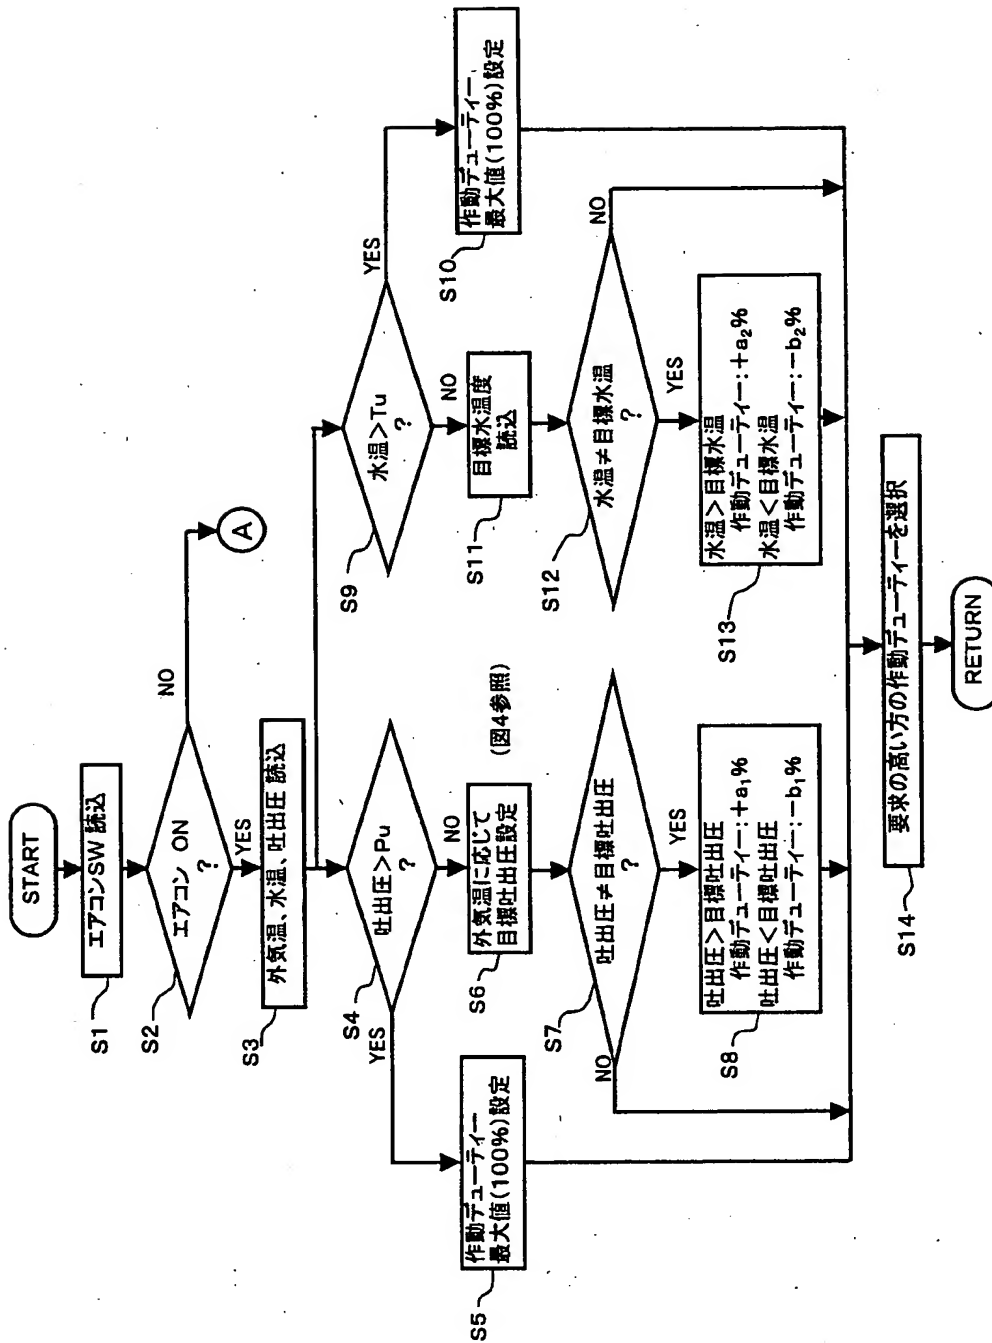 START
S1
エアコンSW 読込
S2
エアコン ON
?
NO
A
YES
S3
外気温、水温、吐出圧 読込
S4
吐出圧>Pu
?
YES
NO
S5
作動デューティー
最大値(100%)設定
S6
外気温に応じて
目標吐出圧設定
(図4参照)
S7
吐出圧≠目標吐出圧
?
NO
YES
S8
吐出圧>目標吐出圧
作動デューティー:+a₁%
吐出圧<目標吐出圧
作動デューティー:-b₁%
S9
水温>Tu
?
YES
NO
S10
作動デューティー
最大値(100%)設定
S11
目標水温度
読込
S12
水温≠目標水温
?
NO
YES
S13
水温>目標水温
作動デューティー:+a₂%
水温<目標水温
作動デューティー:-b₂%
S14
要求の高い方の作動デューティーを選択
RETURN